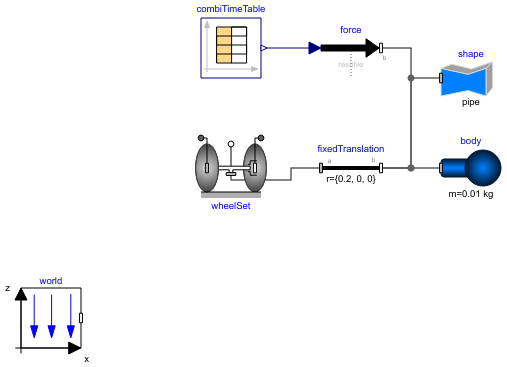 combiTimeTable
force
resolve
b
shape
pipe
fixedTranslation
a
b
r={0.2, 0, 0}
body
m=0.01 kg
wheelSet
world
z
x